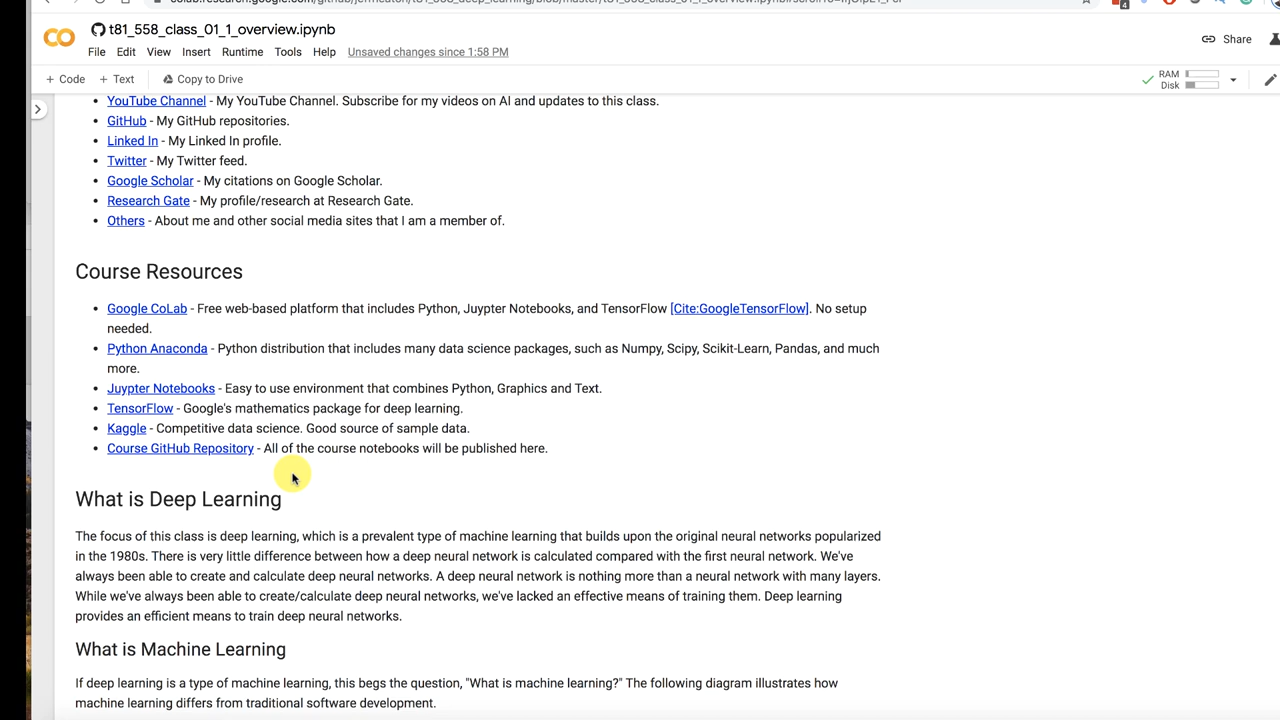 t81_558_class_01_1_overview.ipynb
File Edit View Insert Runtime Tools Help Unsaved changes since 1:58 PM
Share
+ Code + Text Copy to Drive
RAM
Disk
YouTube Channel - My YouTube Channel. Subscribe for my videos on AI and updates to this class.
GitHub - My GitHub repositories.
Linked In - My Linked In profile.
Twitter - My Twitter feed.
Google Scholar - My citations on Google Scholar.
Research Gate - My profile/research at Research Gate.
Others - About me and other social media sites that I am a member of.
Course Resources
Google CoLab - Free web-based platform that includes Python, Juypter Notebooks, and TensorFlow [Cite:GoogleTensorFlow]. No setup
needed.
Python Anaconda - Python distribution that includes many data science packages, such as Numpy, Scipy, Scikit-Learn, Pandas, and much
more.
Juypter Notebooks - Easy to use environment that combines Python, Graphics and Text.
TensorFlow - Google's mathematics package for deep learning.
Kaggle - Competitive data science. Good source of sample data.
Course GitHub Repository - All of the course notebooks will be published here.
What is Deep Learning
The focus of this class is deep learning, which is a prevalent type of machine learning that builds upon the original neural networks popularized
in the 1980s. There is very little difference between how a deep neural network is calculated compared with the first neural network. We've
always been able to create and calculate deep neural networks. A deep neural network is nothing more than a neural network with many layers.
While we've always been able to create/calculate deep neural networks, we've lacked an effective means of training them. Deep learning
provides an efficient means to train deep neural networks.
What is Machine Learning
If deep learning is a type of machine learning, this begs the question, "What is machine learning?" The following diagram illustrates how
machine learning differs from traditional software development.